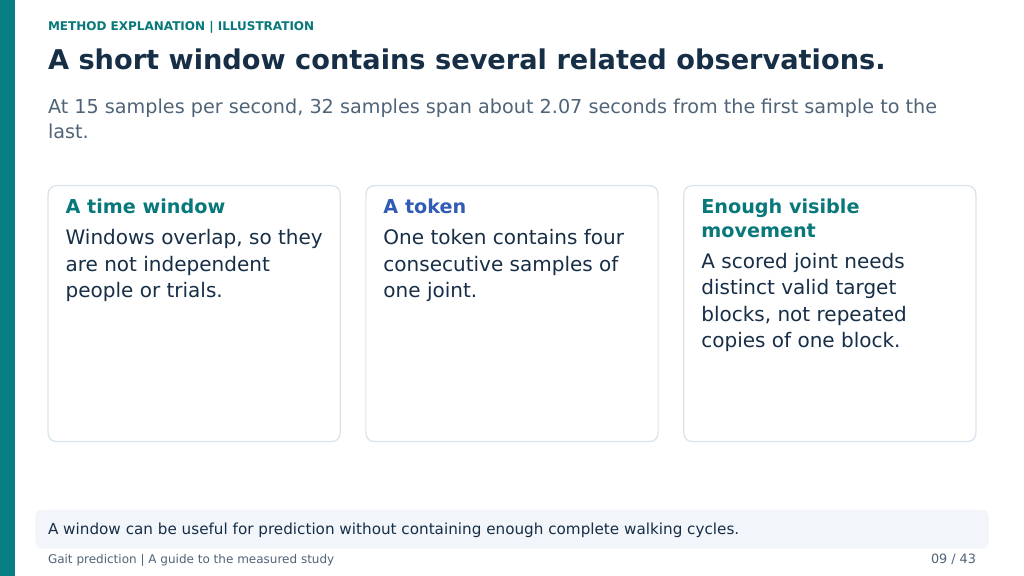 METHOD EXPLANATION | ILLUSTRATION
A short window contains several related observations.
At 15 samples per second, 32 samples span about 2.07 seconds from the first sample to the
last.
A time window
Windows overlap, so they
are not independent
people or trials.
A token
One token contains four
consecutive samples of
one joint.
Enough visible
movement
A scored joint needs
distinct valid target
blocks, not repeated
copies of one block.
A window can be useful for prediction without containing enough complete walking cycles.
Gait prediction | A guide to the measured study
09 / 43